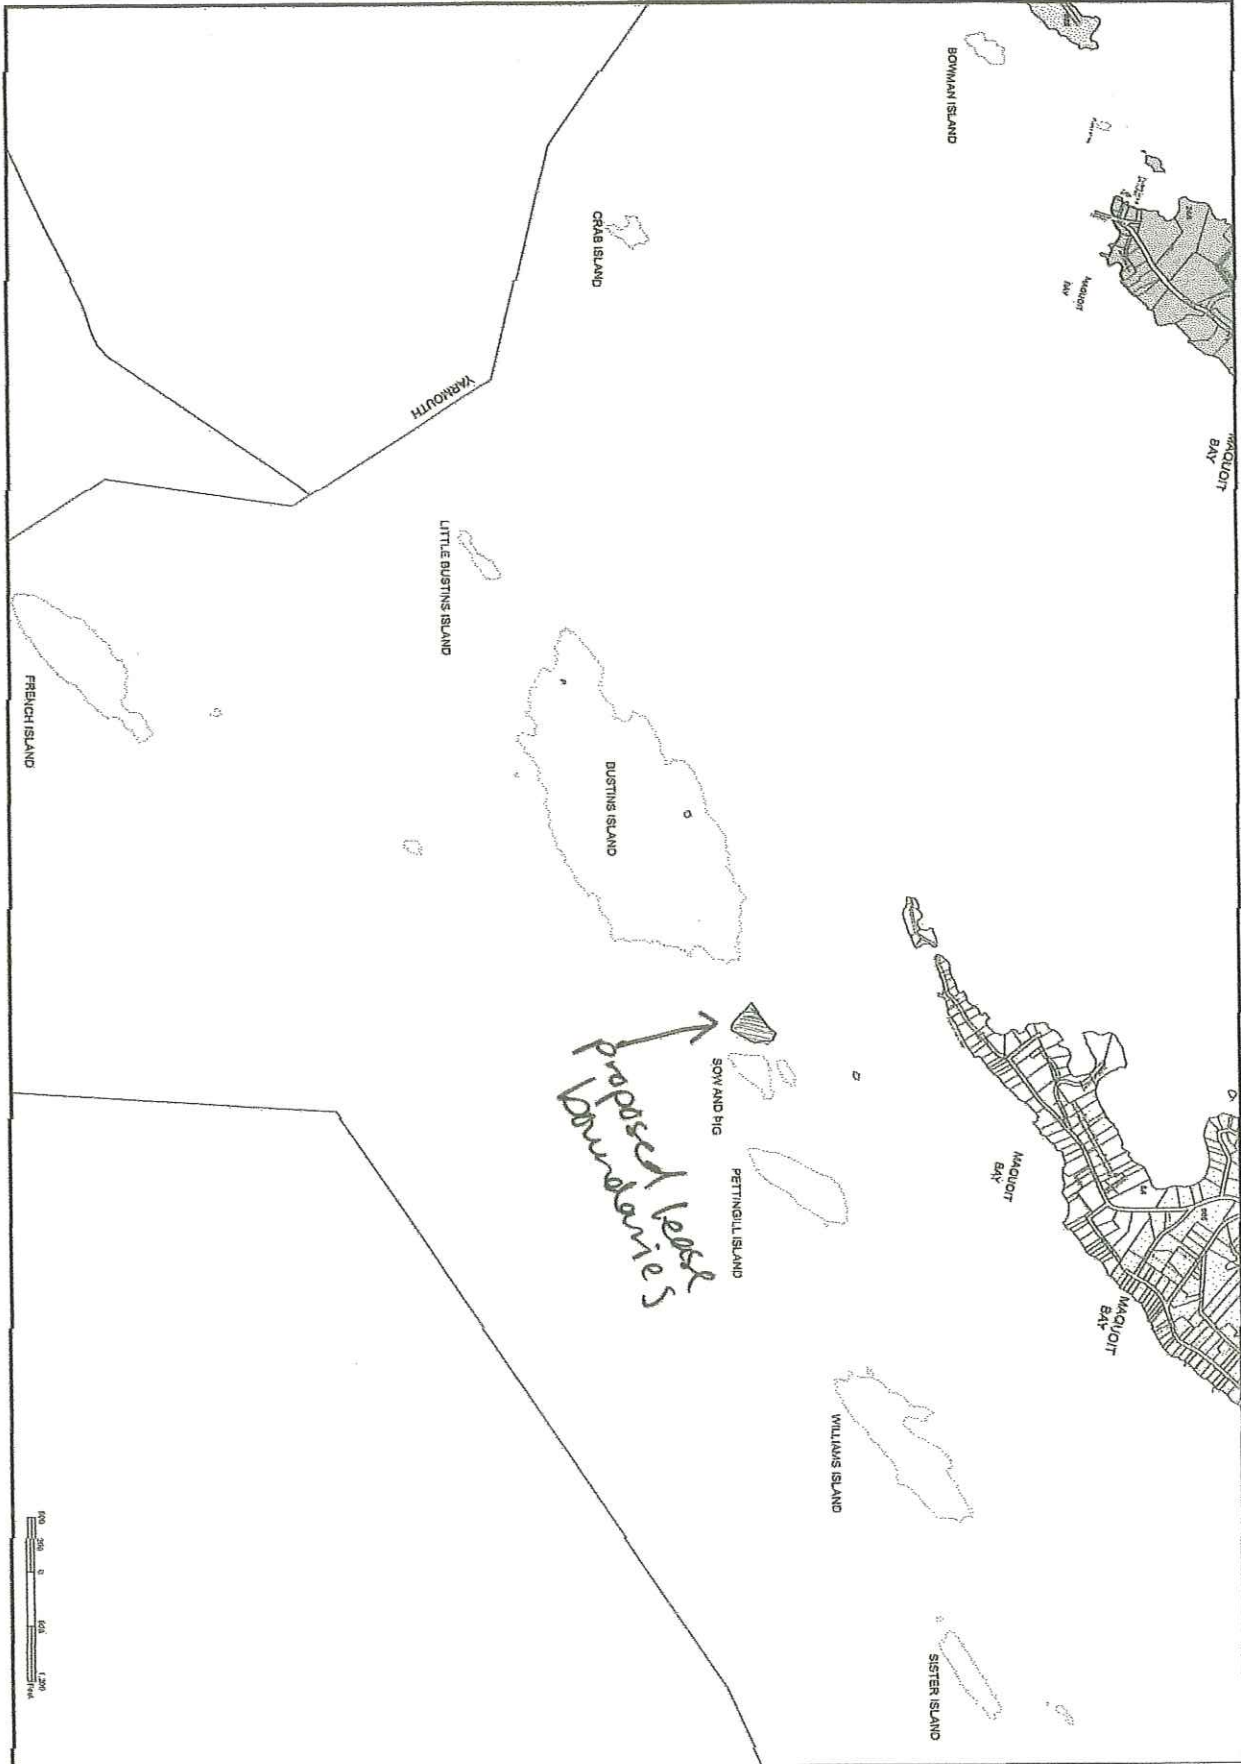 BOWMAN ISLAND
CRAB ISLAND
MAQUOIT
BAY
MAQUOIT
BAY
YARMOUTH
LITTLE BUSTINS ISLAND
FRENCH ISLAND
BUSTINS ISLAND
SOW AND PIG
proposed lease
boundaries
PETTINGILL ISLAND
MAQUOIT
BAY
MAQUOIT
BAY
WILLIAMS ISLAND
SISTER ISLAND